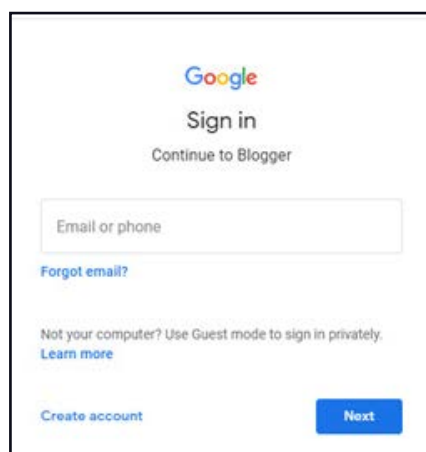 Google
Sign in
Continue to Blogger
Email or phone
Forgot email?
Not your computer? Use Guest mode to sign in privately.
Learn more
Create account
Next